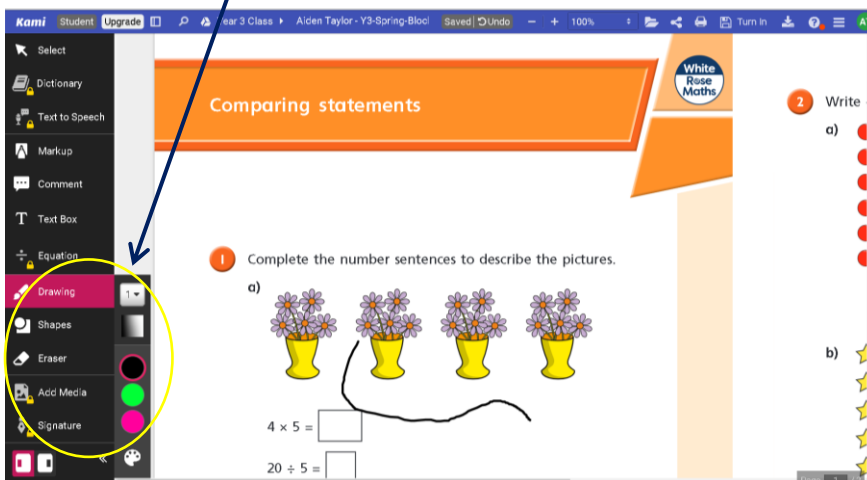 Kami Student Upgrade ear 3 Class Aiden Taylor - Y3-Spring-Bloc Saved Undo 100% Turn In
Select
Dictionary
Text to Speech
Markup
Comment
Text Box
Equation
Drawing
1
Shapes
Eraser
Add Media
Signature
Comparing statements
White
Rose
Maths
1 Complete the number sentences to describe the pictures.
a)
4 × 5 =
20 ÷ 5 =
2 Write
a)
b)